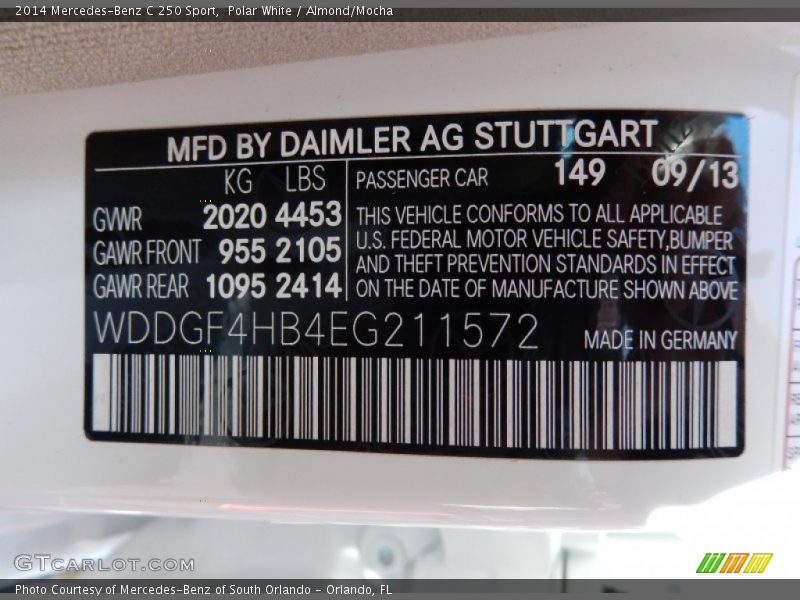 2014 Mercedes-Benz C 250 Sport,  Polar White / Almond/Mocha
MFD BY DAIMLER AG STUTTGART
KG LBS
GVWR 2020 4453
GAWR FRONT 955 2105
GAWR REAR 1095 2414
PASSENGER CAR 149 09/13
THIS VEHICLE CONFORMS TO ALL APPLICABLE
U.S. FEDERAL MOTOR VEHICLE SAFETY,BUMPER
AND THEFT PREVENTION STANDARDS IN EFFECT
ON THE DATE OF MANUFACTURE SHOWN ABOVE
WDDGF4HB4EG211572
MADE IN GERMANY
GTCARLOT.COM
Photo Courtesy of Mercedes-Benz of South Orlando - Orlando, FL